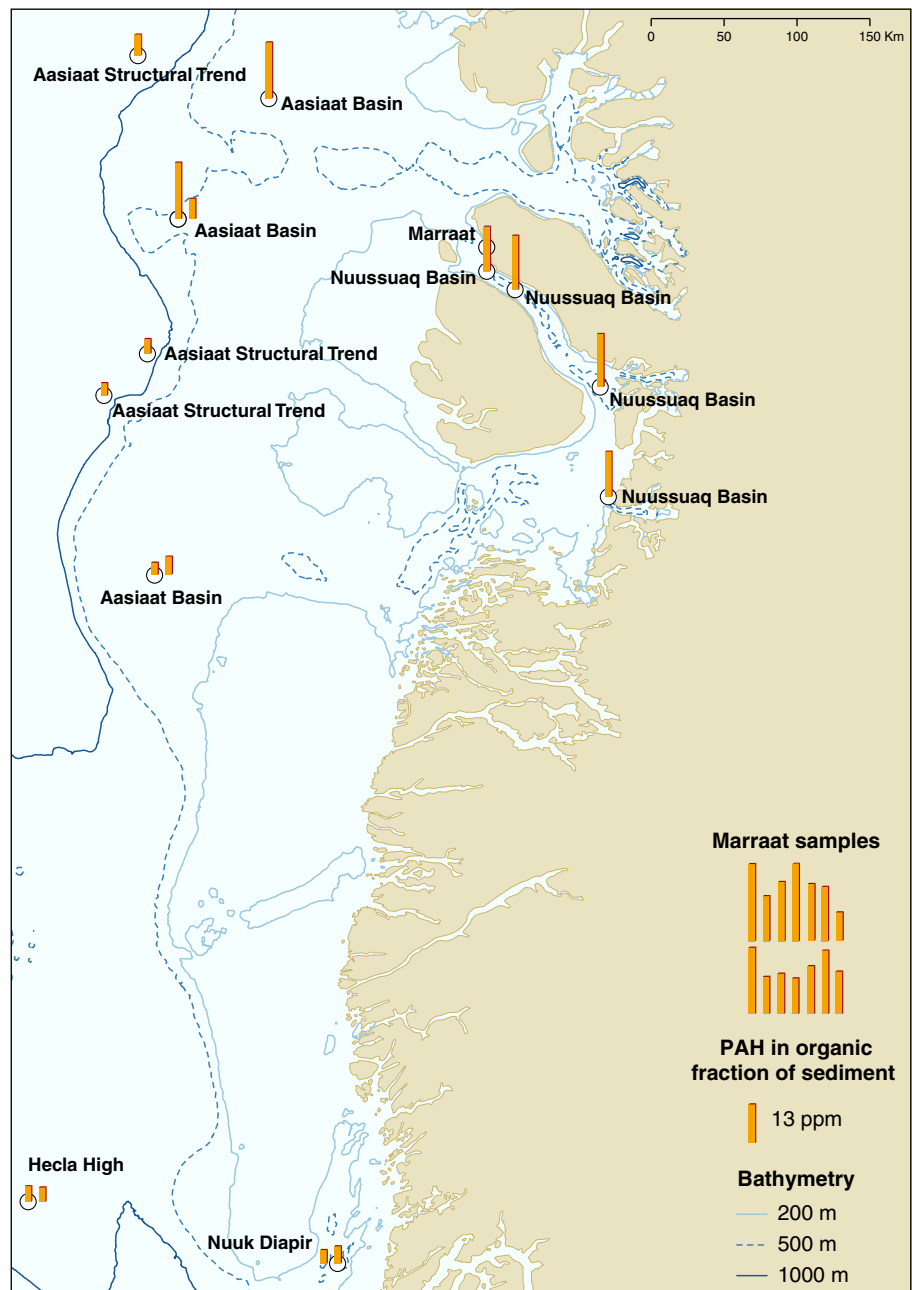 0 50 100 150 Km
Aasiaat Structural Trend
Aasiaat Basin
Aasiaat Basin
Marraat
Nuussuaq Basin
Nuussuaq Basin
Aasiaat Structural Trend
Aasiaat Structural Trend
Nuussuaq Basin
Nuussuaq Basin
Aasiaat Basin
Marraat samples
PAH in organic
fraction of sediment
13 ppm
Hecla High
Bathymetry
200 m
Nuuk Diapir
500 m
1000 m